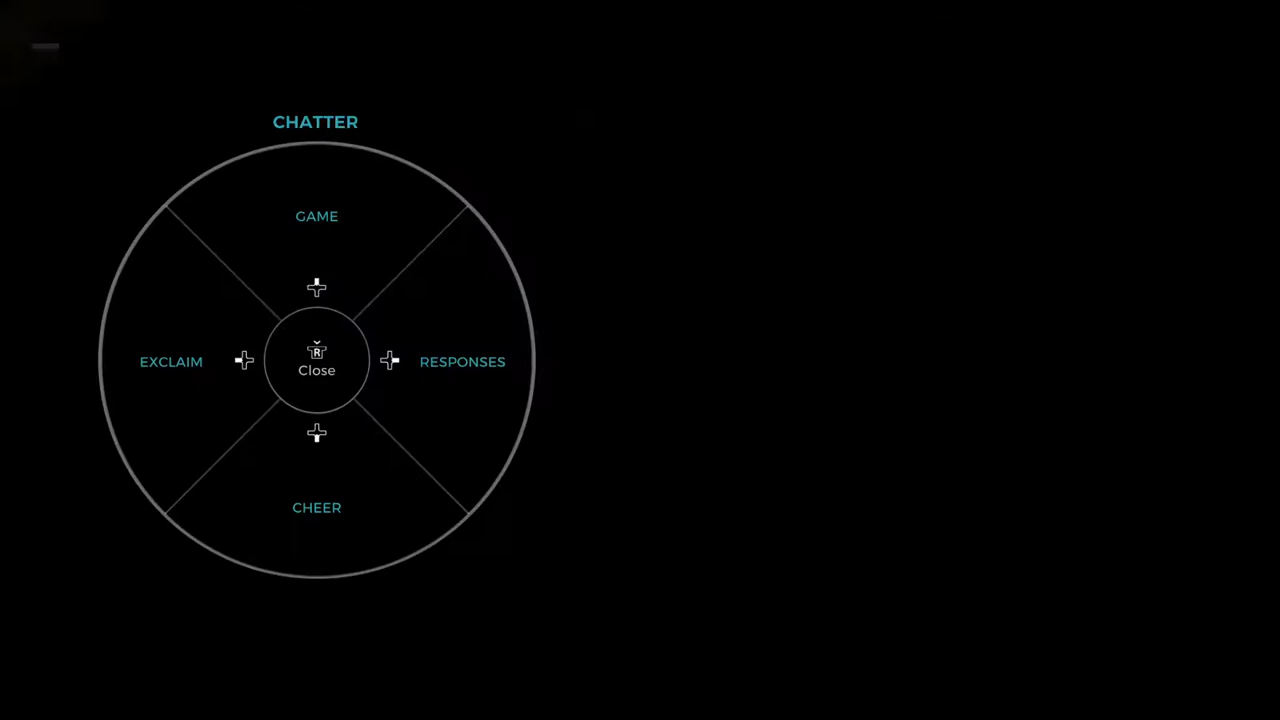 CHATTER
GAME
EXCLAIM
R
Close
RESPONSES
CHEER